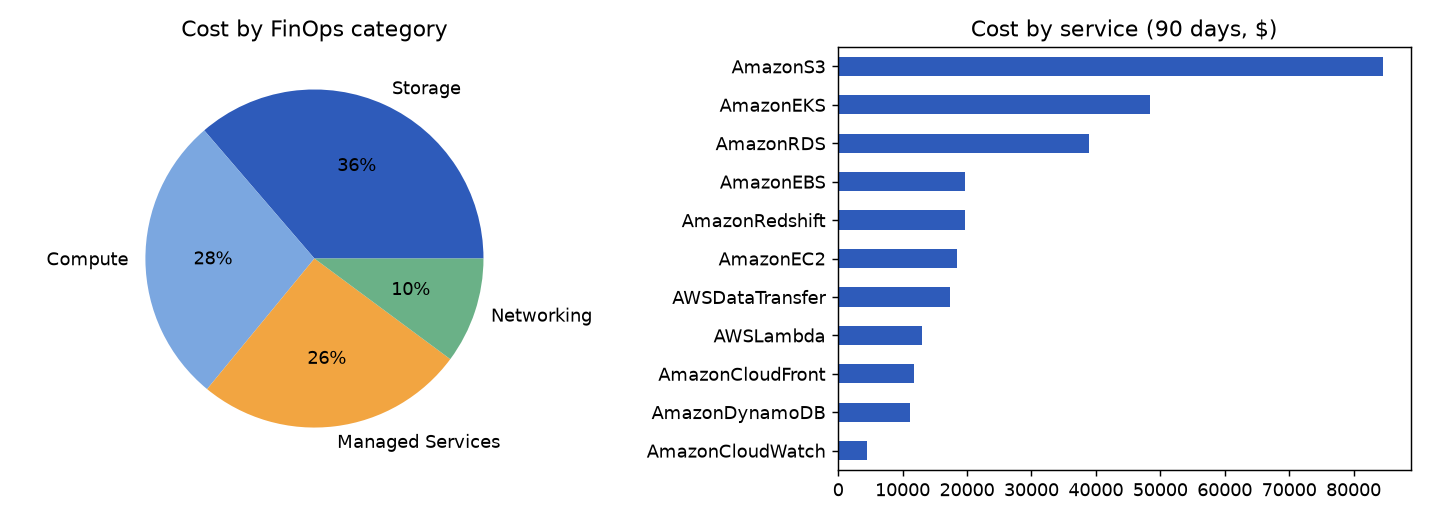 Cost by FinOps category
Storage
36%
Compute
28%
10%
Networking
26%
Managed Services
Cost by service (90 days, $)
AmazonS3
AmazonEKS
AmazonRDS
AmazonEBS
AmazonRedshift
AmazonEC2
AWSDataTransfer
AWSLambda
AmazonCloudFront
AmazonDynamoDB
AmazonCloudWatch
0 10000 20000 30000 40000 50000 60000 70000 80000